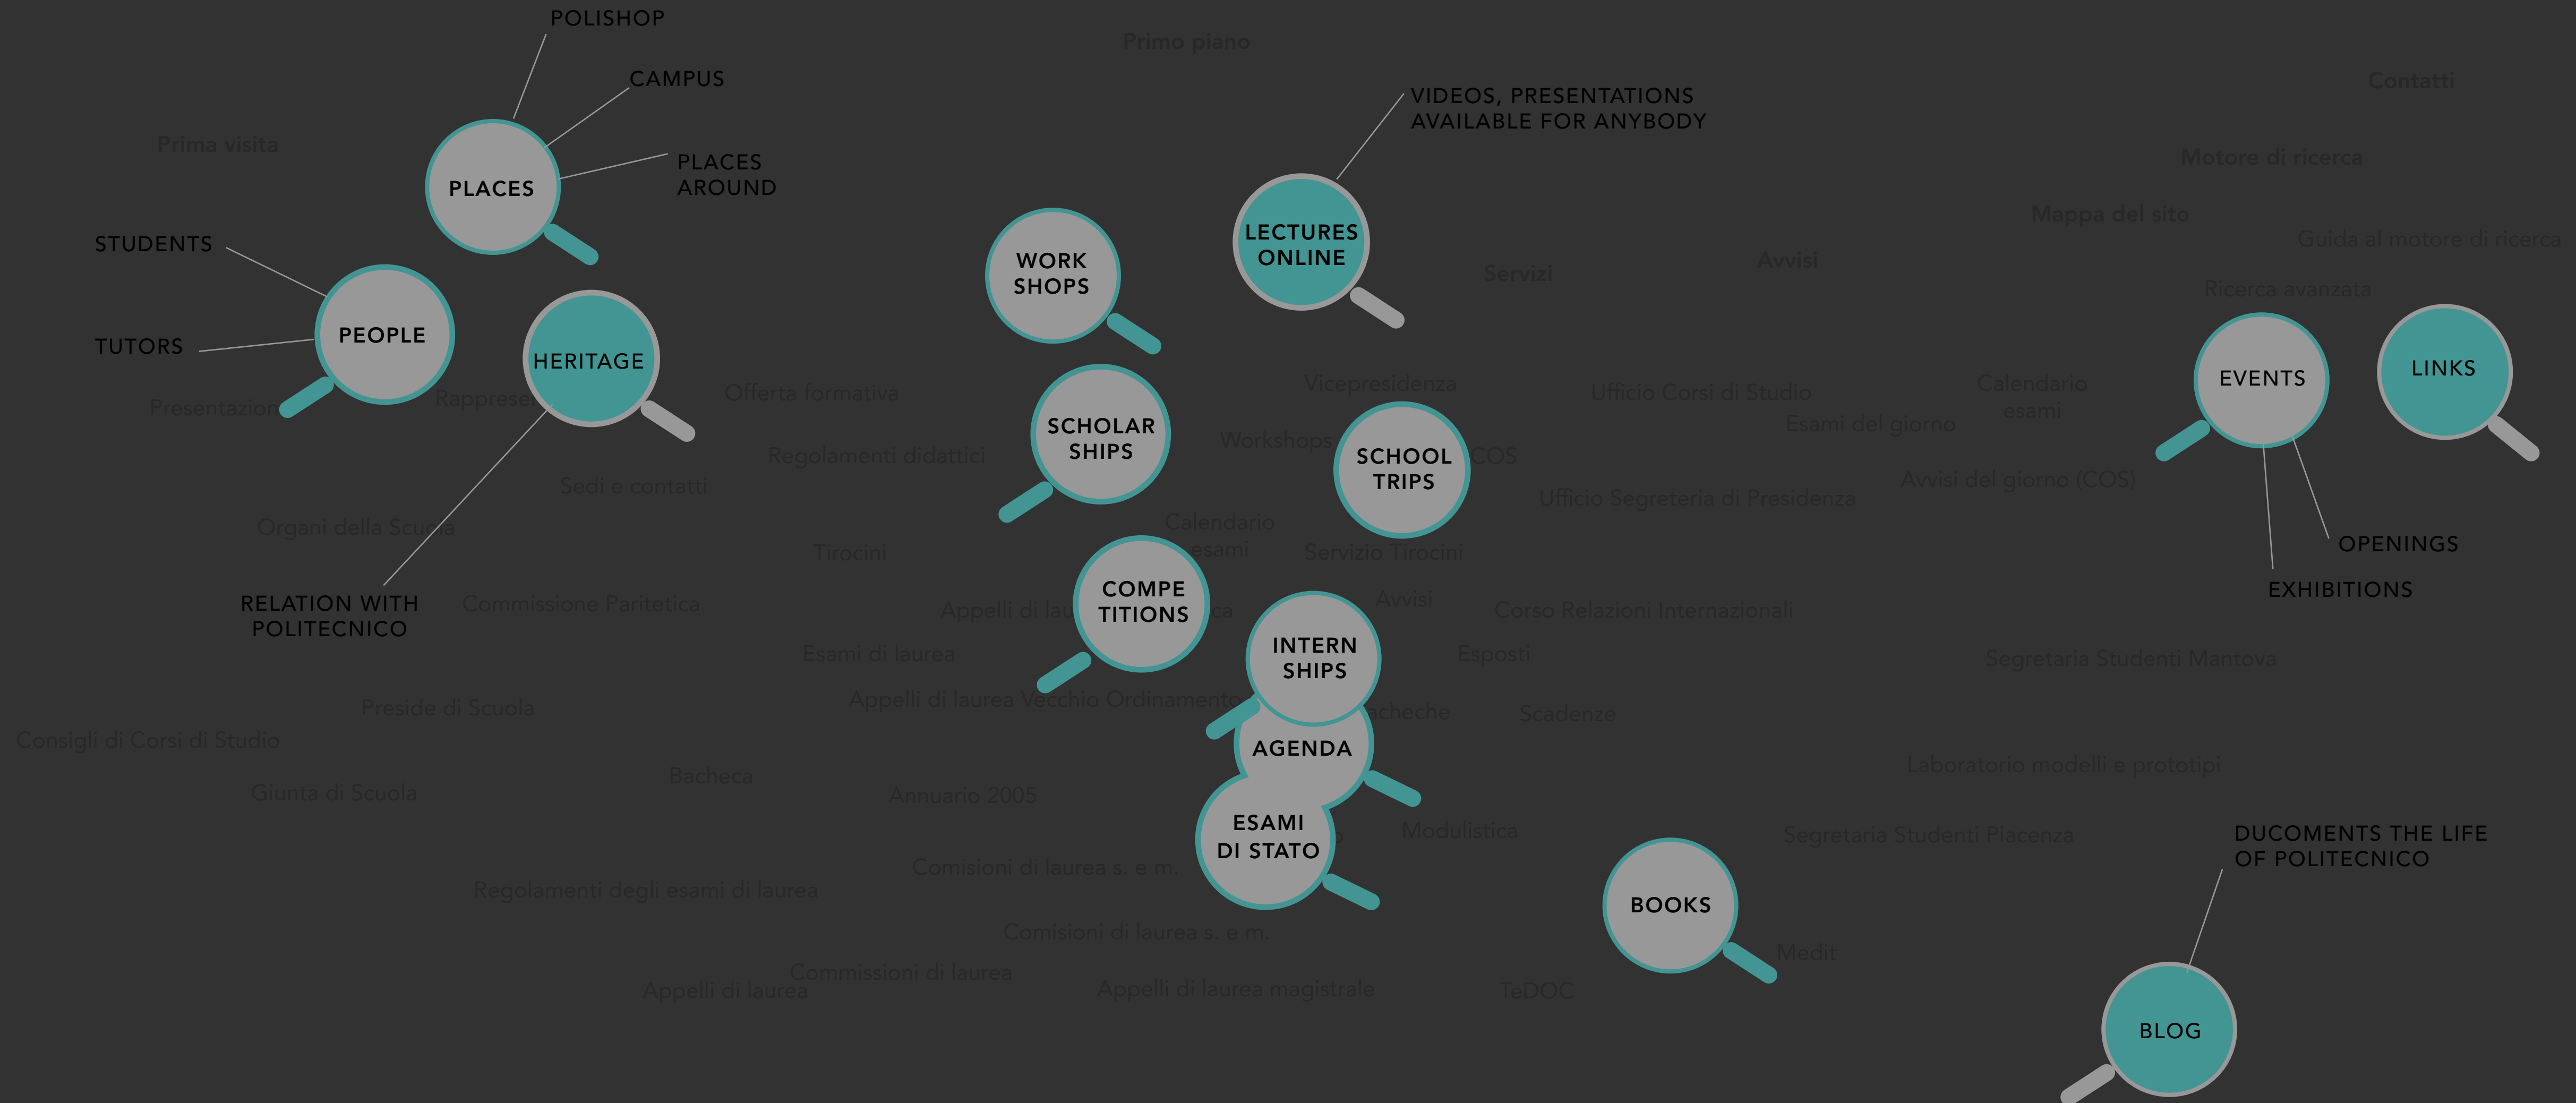 POLISHOP
Primo piano
CAMPUS
Contatti
VIDEOS, PRESENTATIONS
AVAILABLE FOR ANYBODY
Prima visita
PLACES
AROUND
Motore di ricerca
PLACES
Mappa del sito
STUDENTS
LECTURES
ONLINE
Guida al motore di ricerca
WORK
SHOPS
Servizi
Avvisi
Ricerca avanzata
PEOPLE
TUTORS
HERITAGE
EVENTS
LINKS
Offerta formativa
Vicepresidenza
Ufficio Corsi di Studio
Calendario
esami
SCHOLAR
SHIPS
Workshops
Esami del giorno
Regolamenti didattici
SCHOOL
TRIPS
COS
Sedi e contatti
Avvisi del giorno (COS)
Ufficio Segreteria di Presidenza
Organi della Scuola
Calendario
esami
Tirocini
Servizio Tirocini
OPENINGS
EXHIBITIONS
RELATION WITH
POLITECNICO
Commissione Paritetica
COMPE
TITIONS
Appelli di
Avvisi
Corso Relazioni Internazionali
Esami di laurea
INTERN
SHIPS
Esposti
Segretaria Studenti Mantova
Appelli di laurea Vecchio Ordinamento
Preside di Scuola
Scadenze
Consigli di Corsi di Studio
AGENDA
Bacheca
Laboratorio modelli e prototipi
Giunta di Scuola
Annuario 2005
ESAMI
DI STATO
Modulistica
Segretaria Studenti Piacenza
DUCOMENTS THE LIFE
OF POLITECNICO
Comisioni di laurea s. e m.
Regolamenti degli esami di laurea
BOOKS
Comisioni di laurea s. e m.
Medit
Commissioni di laurea
Appelli di laurea
Appelli di laurea magistrale
TeDOC
BLOG